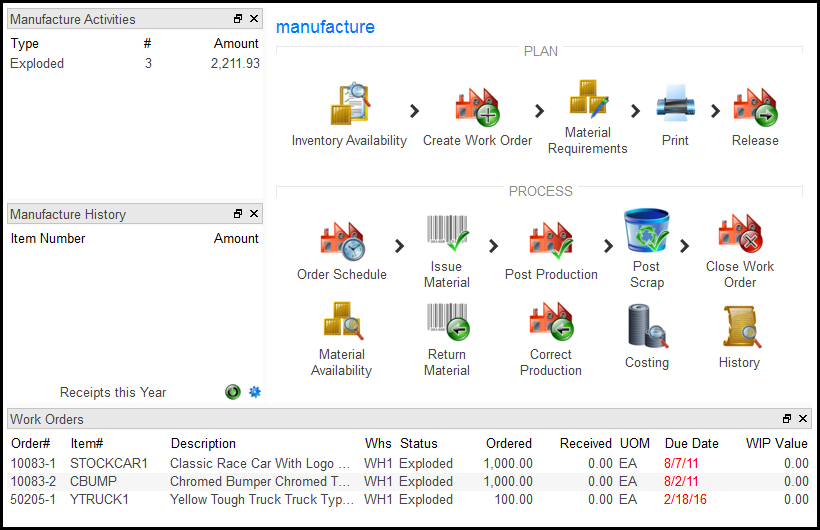 Manufacture Activities
Type # Amount
Exploded 3 2,211.93
Manufacture History
Item Number Amount
Receipts this Year
manufacture
PLAN
Inventory Availability
Create Work Order
Material
Requirements
Print
Release
PROCESS
Order Schedule
Issue
Material
Post Production
Post
Scrap
Close Work
Order
Material
Availability
Return
Material
Correct
Production
Costing
History
Work Orders
Order# Item# Description Whs Status Ordered Received UOM Due Date WIP Value
10083-1 STOCKCAR1 Classic Race Car With Logo ... WH1 Exploded 1,000.00 0.00 EA 8/7/11 0.00
10083-2 CBUMP Chromed Bumper Chromed T... WH1 Exploded 1,000.00 0.00 EA 8/2/11 0.00
50205-1 YTRUCK1 Yellow Tough Truck Truck Typ... WH1 Exploded 100.00 0.00 EA 2/18/16 0.00